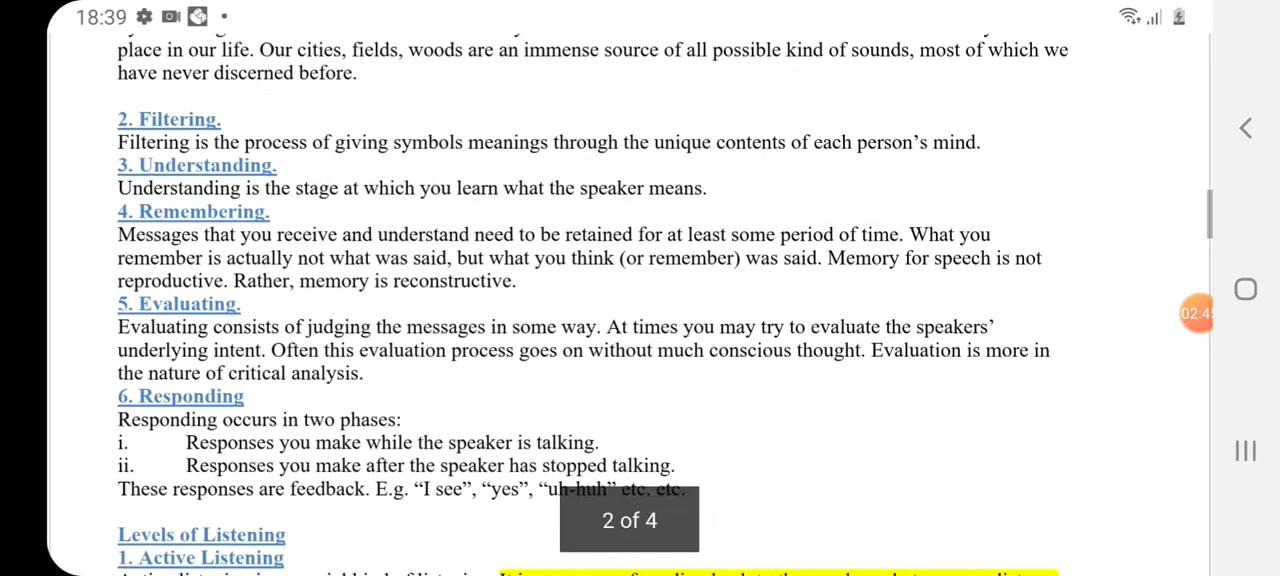 18:39
place in our life. Our cities, fields, woods are an immense source of all possible kind of sounds, most of which we
have never discerned before.
2. Filtering.
Filtering is the process of giving symbols meanings through the unique contents of each person’s mind.
3. Understanding.
Understanding is the stage at which you learn what the speaker means.
4. Remembering.
Messages that you receive and understand need to be retained for at least some period of time. What you
remember is actually not what was said, but what you think (or remember) was said. Memory for speech is not
reproductive. Rather, memory is reconstructive.
5. Evaluating.
Evaluating consists of judging the messages in some way. At times you may try to evaluate the speakers’
underlying intent. Often this evaluation process goes on without much conscious thought. Evaluation is more in
the nature of critical analysis.
6. Responding
Responding occurs in two phases:
i. Responses you make while the speaker is talking.
ii. Responses you make after the speaker has stopped talking.
These responses are feedback. E.g. “I see”, “yes”, “uh-huh” etc. etc.
2 of 4
Levels of Listening
1. Active Listening